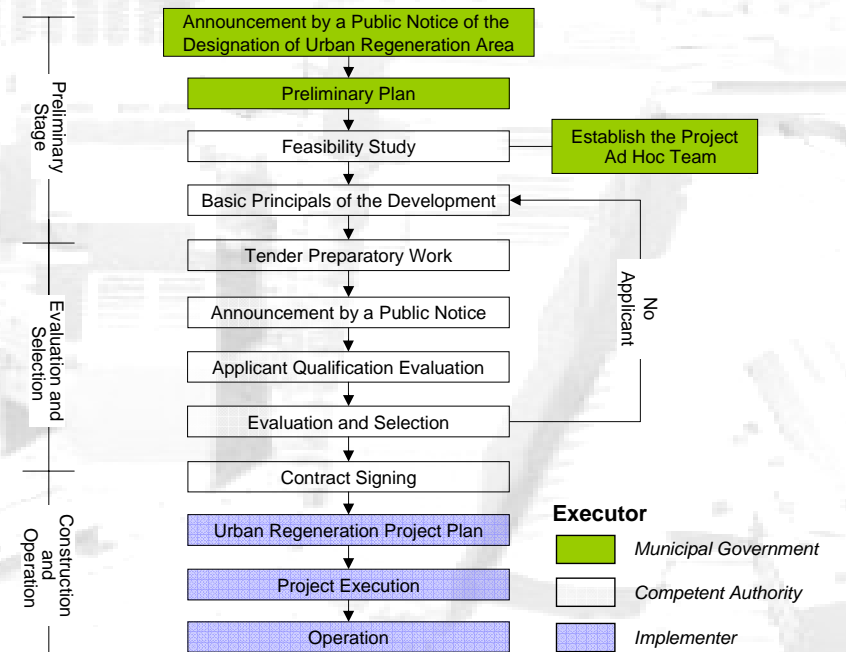 Announcement by a Public Notice of the
Designation of Urban Regeneration Area
Preliminary Plan
Feasibility Study
Establish the Project
Ad Hoc Team
Basic Principals of the Development
Tender Preparatory Work
Announcement by a Public Notice
Applicant Qualification Evaluation
Evaluation and Selection
Contract Signing
Urban Regeneration Project Plan
Project Execution
Operation
Preliminary
Stage
Evaluation and
Selection
Construction
and
Operation
No
Applicant
Executor
Municipal Government
Competent Authority
Implementer